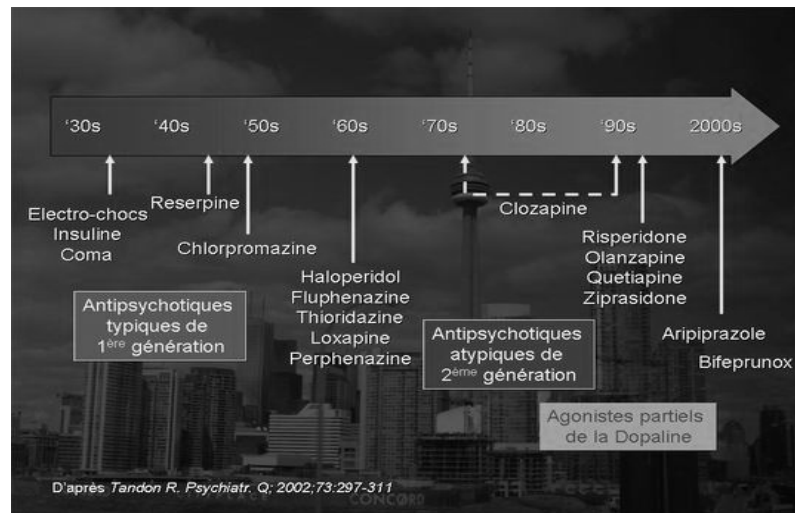 '30s '40s '50s '60s '70s '80s '90s 2000s
Electro-chocs
Insuline
Coma
Reserpine
Chlorpromazine
Haloperidol
Fluphenazine
Thioridazine
Loxapine
Perphenazine
Clozapine
Risperidone
Olanzapine
Quetiapine
Ziprasidone
Aripiprazole
Bifeprunox
Antipsychotiques
typiques de
1ère génération
Antipsychotiques
atypiques de
2ème génération
Agonistes partiels
de la Dopaline
D'après Tandon R. Psychiatr. Q; 2002;73:297-311
CONCORD